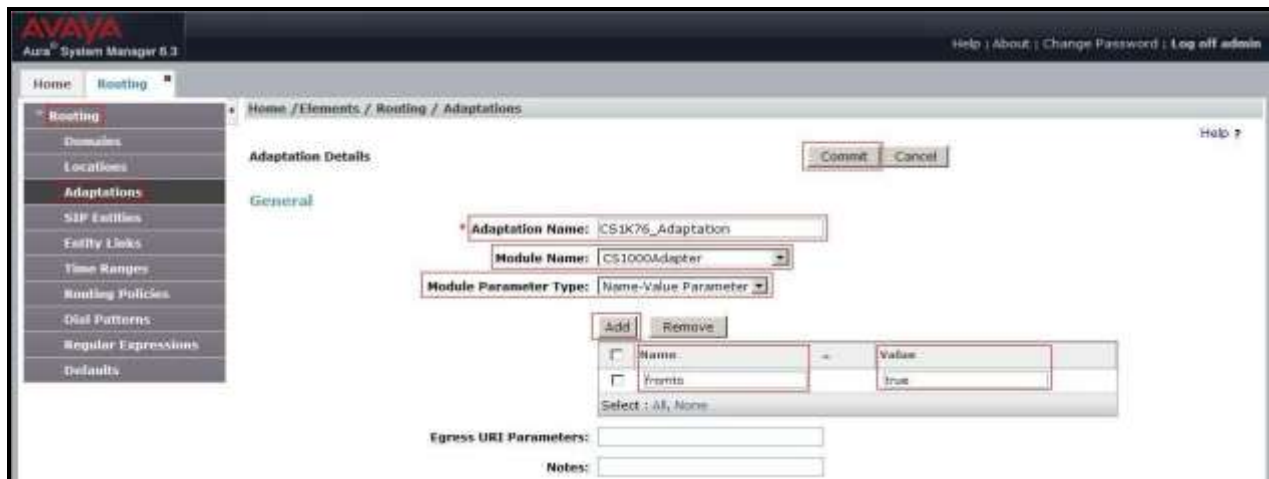 AVAYA
Aura® System Manager 6.3
Help | About | Change Password | Log off admin
Home
Routing
Routing
Domains
Locations
Adaptations
SIP Entities
Entity Links
Time Ranges
Routing Policies
Dial Patterns
Regular Expressions
Defaults
Home / Elements / Routing / Adaptations
Help ?
Adaptation Details
Commit
Cancel
General
* Adaptation Name: CS1K76_Adaptation
Module Name: CS1000Adapter
Module Parameter Type: Name-Value Parameter
Add
Remove
Name
Value
fromto
true
Select : All, None
Egress URI Parameters:
Notes: